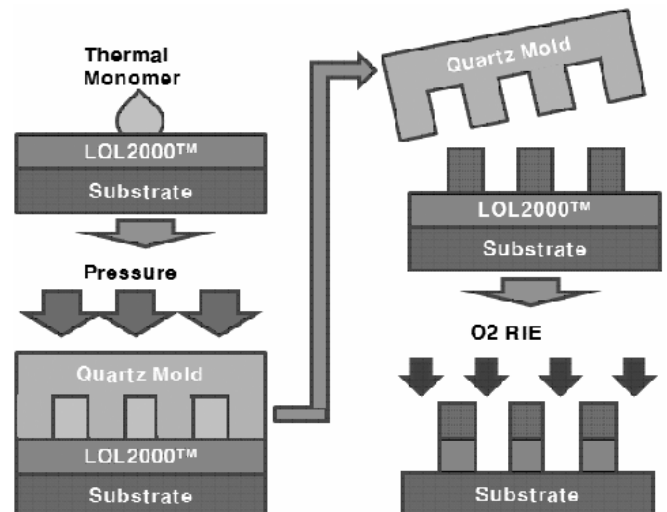 Thermal
Monomer
LOL2000™
Substrate
Pressure
Quartz Mold
LOL2000™
Substrate
Quartz Mold
LOL2000™
Substrate
O2 RIE
Substrate